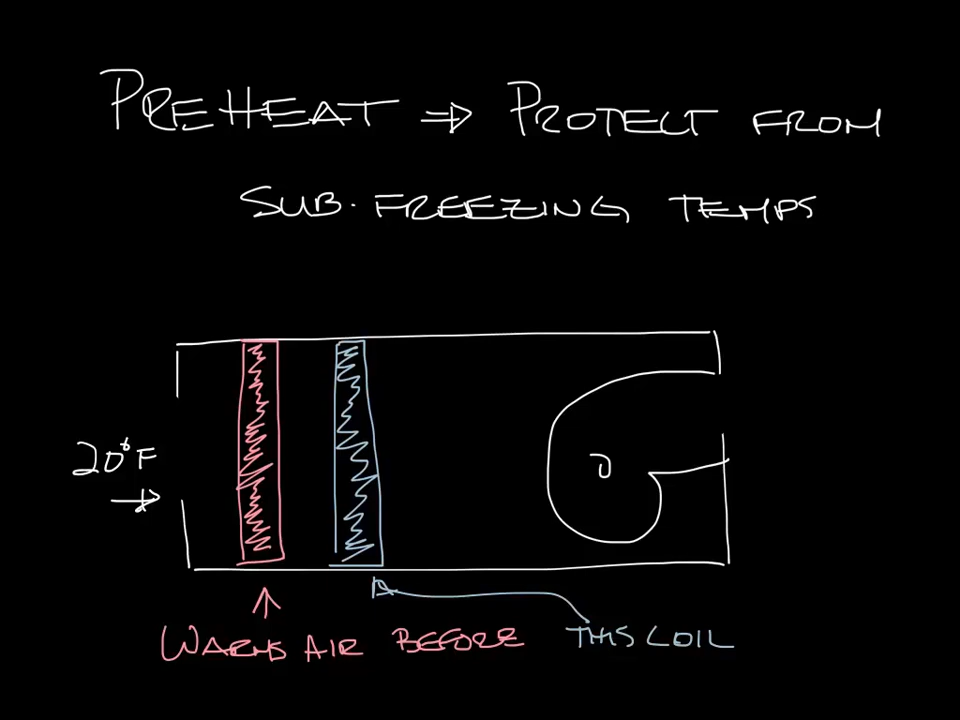 PREHEAT ⇒ PROTECT FROM
SUB-FREEZING TEMPS
20°F
WARMS AIR BEFORE THIS COIL